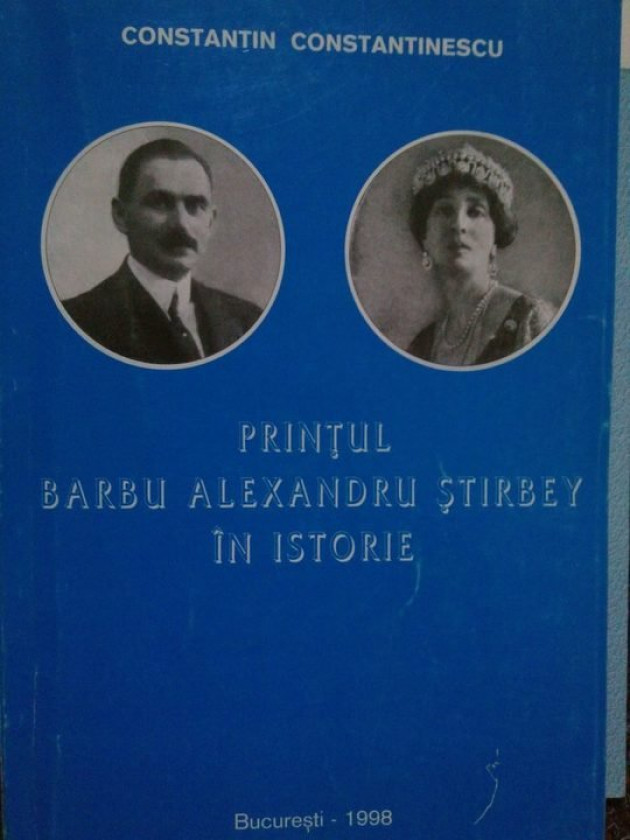 CONSTANTIN CONSTANTINESCU
PRINŢUL
BARBU ALEXANDRU ŞTIRBEY
ÎN ISTORIE
Bucureşti - 1998